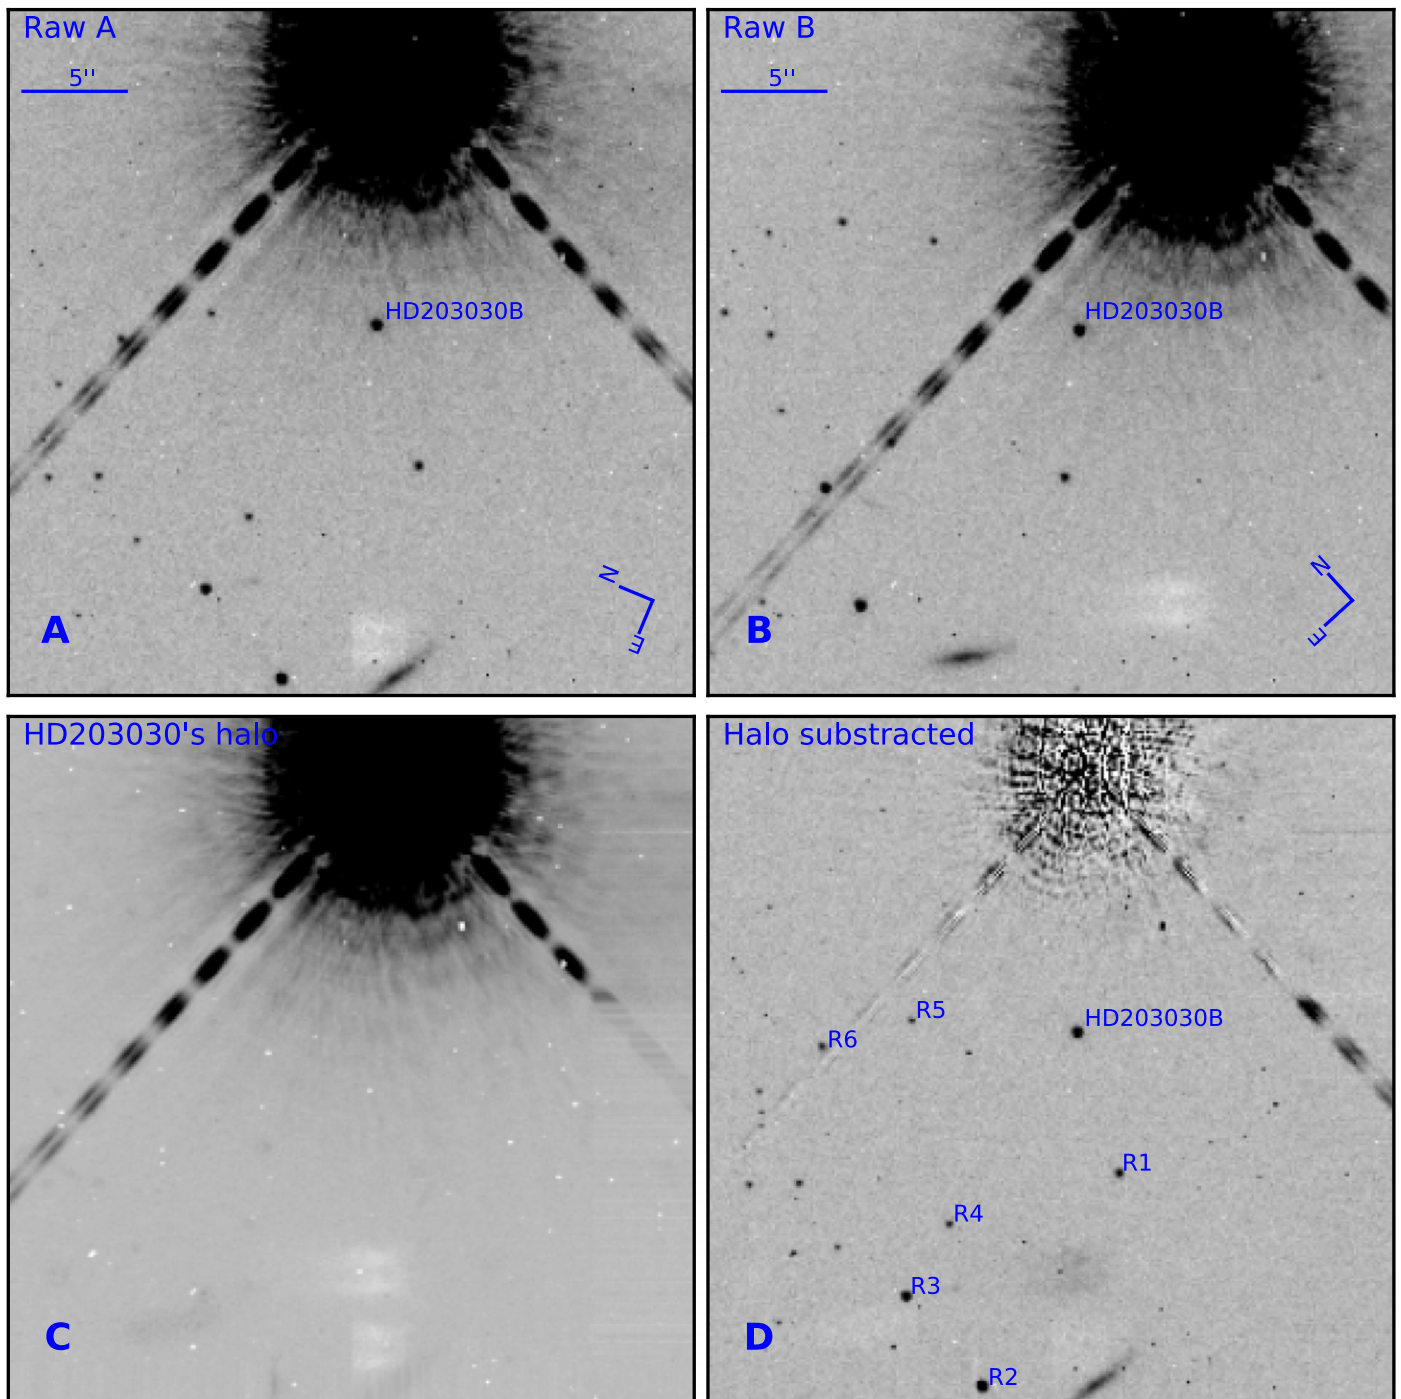 Raw A
5''
HD203030B
N
E
A
Raw B
5''
HD203030B
N
E
B
HD203030's halo
C
Halo substracted
R5
HD203030B
R6
R1
R4
R3
D
R2